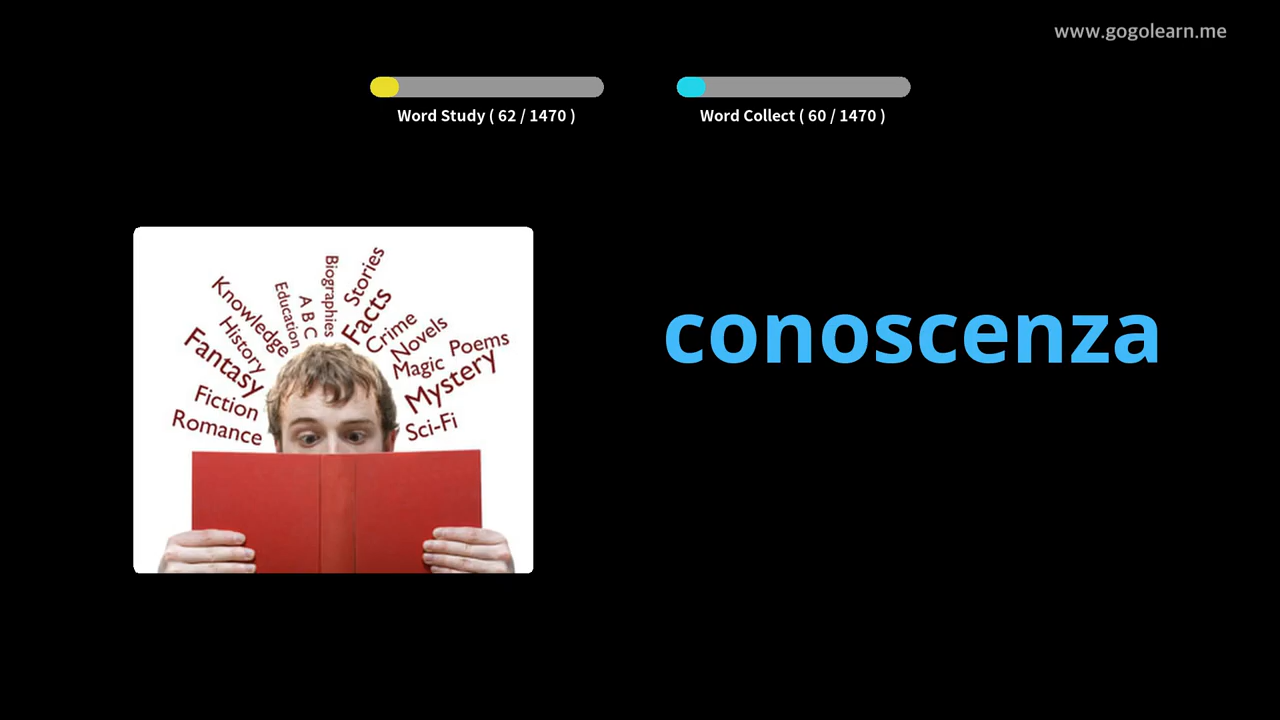 www.gogolearn.me
Word Study ( 62 / 1470 )
Word Collect ( 60 / 1470 )
Romance
Fiction
Fantasy
History
Knowledge
Education
A B C
Biographies
Stories
Facts
Crime
Novels
Magic
Poems
Mystery
Sci-Fi
conoscenza